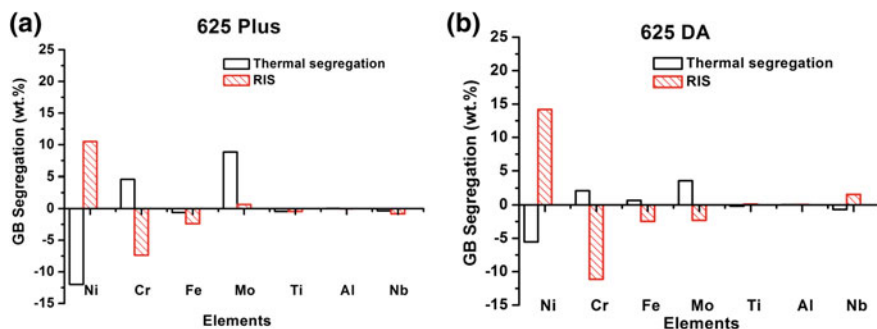 (a)
625 Plus
25
20
15
10
5
0
-5
-10
-15
GB Segregation (wt.%)
Thermal segregation
RIS
Ni Cr Fe Mo Ti Al Nb
Elements
(b)
625 DA
25
20
15
10
5
0
-5
-10
-15
GB Segregation (wt.%)
Thermal segregation
RIS
Ni Cr Fe Mo Ti Al Nb
Elements